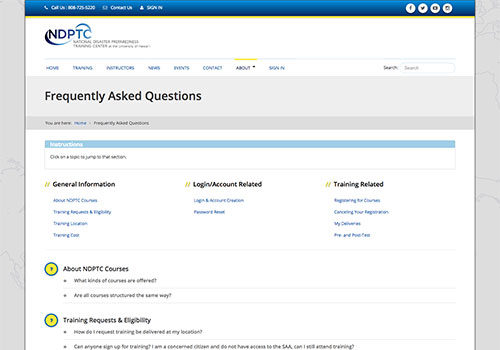 Call Us : 808-725-5220 Contact Us SIGN IN
NDPTC
NATIONAL DISASTER PREPAREDNESS
TRAINING CENTER at the University of Hawai'i
HOME TRAINING INSTRUCTORS NEWS EVENTS CONTACT ABOUT SIGN IN Search: Search
Frequently Asked Questions
You are here: Home Frequently Asked Questions
Instructions
Click on a topic to jump to that section.
// General Information
About NDPTC Courses
Training Requests & Eligibility
Training Location
Training Cost
// Login/Account Related
Login & Account Creation
Password Reset
// Training Related
Registering for Courses
Canceling Your Registration
My Deliveries
Pre- and Post-Test
? About NDPTC Courses
+ What kinds of courses are offered?
+ Are all courses structured the same way?
? Training Requests & Eligibility
+ How do I request training be delivered at my location?
+ Can anyone sign up for training? I am a concerned citizen and do not have access to the SAA, can I still attend training?